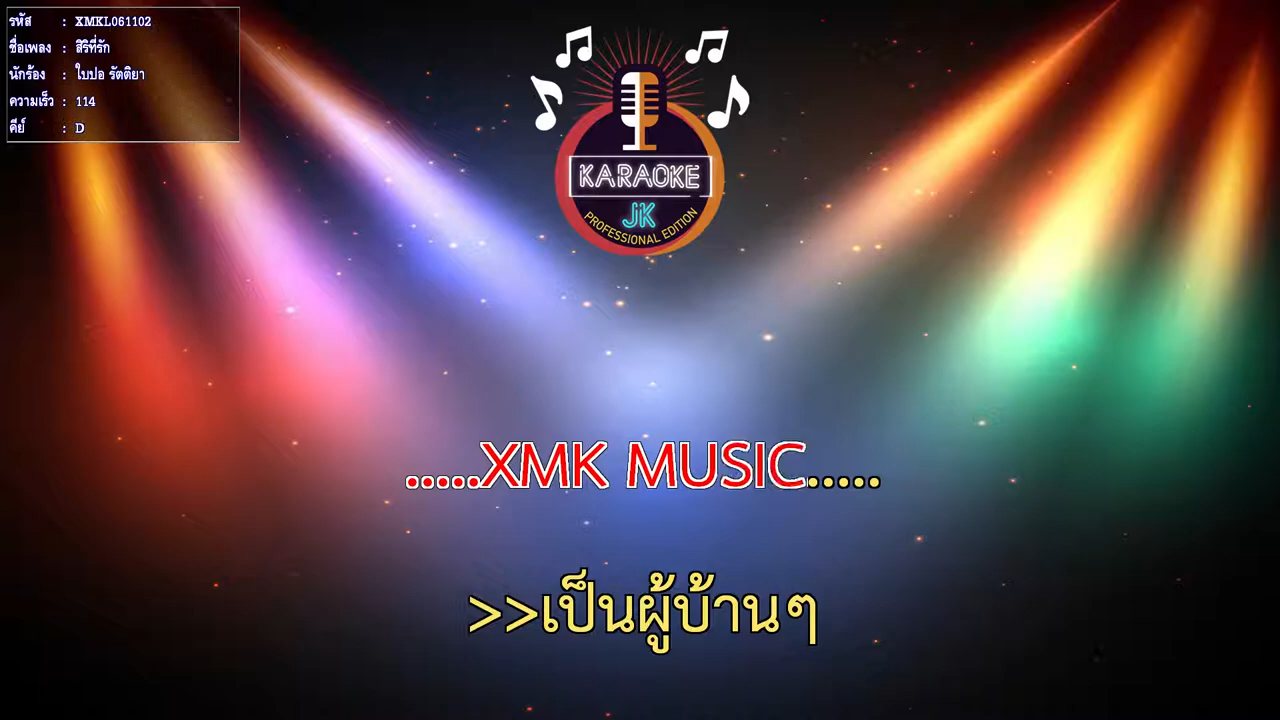 รหัส : XMKL061102
ชื่อเพลง : สิริที่รัก
นักร้อง : ใบปอ รัตติยา
ความเร็ว : 114
คีย์ : D
KARAOKE
JK
PROFESSIONAL EDITION
.....XMK MUSIC.....
>>เป็นผู้บ้านๆ